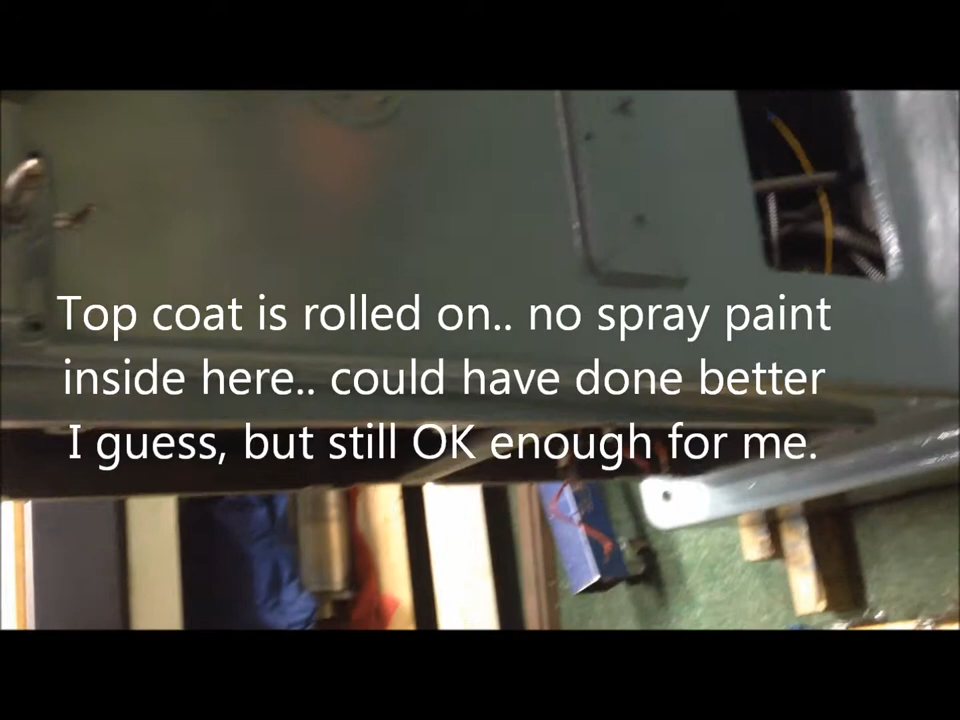 Top coat is rolled on.. no spray paint
inside here.. could have done better
I guess, but still OK enough for me.